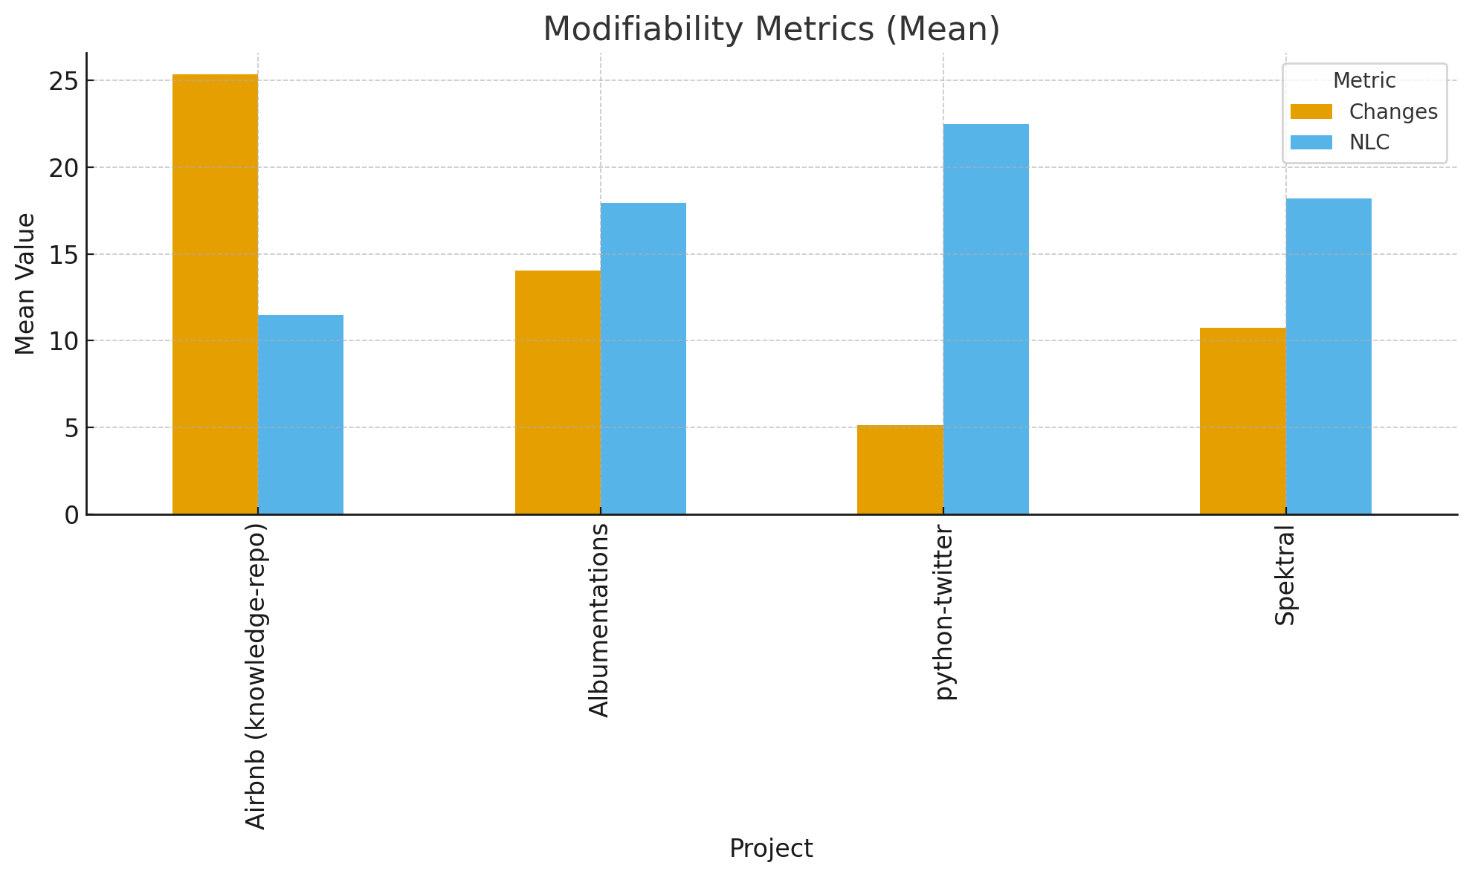 Modifiability Metrics (Mean)
Metric
Changes
NLC
Mean Value
25
20
15
10
5
0
Airbnb (knowledge-repo)
Albumentations
python-twitter
Spektral
Project